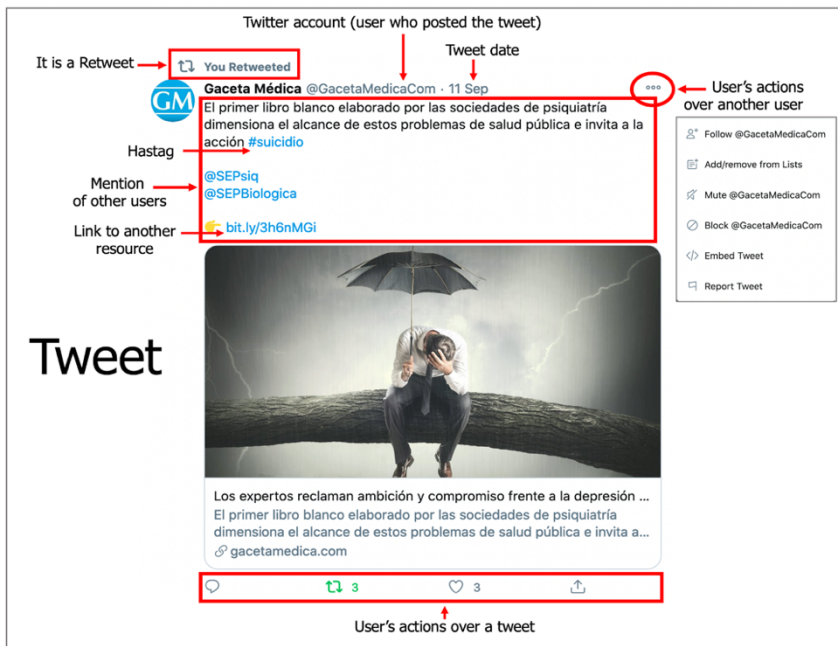 Twitter account (user who posted the tweet)
Tweet date
It is a Retweet
You Retweeted
GM
Gaceta Médica @GacetaMedicaCom · 11 Sep
El primer libro blanco elaborado por las sociedades de psiquiatría
dimensiona el alcance de estos problemas de salud pública e invita a la
acción #suicidio
@SEPsiq
@SEPBiologica
bit.ly/3h6nMGi
Hastag
Mention
of other users
Link to another
resource
User's actions
over another user
Follow @GacetaMedicaCom
Add/remove from Lists
Mute @GacetaMedicaCom
Block @GacetaMedicaCom
Embed Tweet
Report Tweet
Tweet
Los expertos reclaman ambición y compromiso frente a la depresión ...
El primer libro blanco elaborado por las sociedades de psiquiatría
dimensiona el alcance de estos problemas de salud pública e invita a...
gacetamedica.com
3 3
User's actions over a tweet